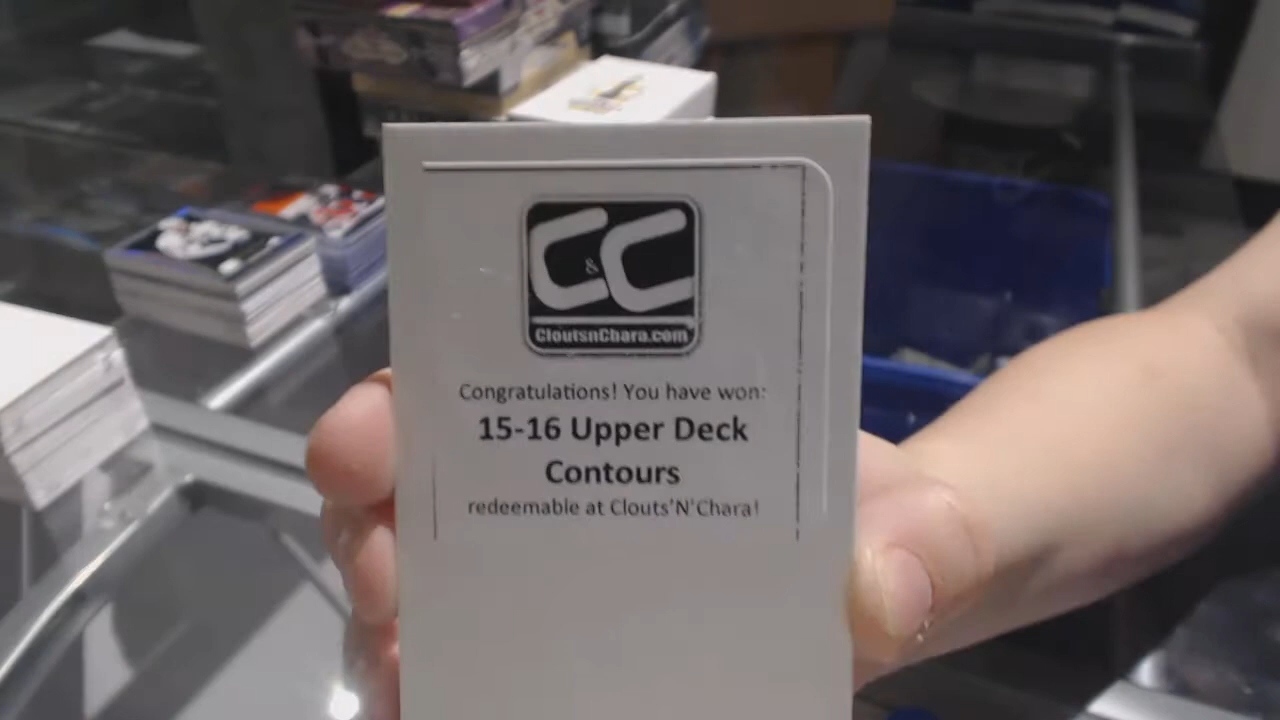 C&C
CloutsnChara.com
Congratulations! You have won:
15-16 Upper Deck
Contours
redeemable at Clouts'N'Chara!